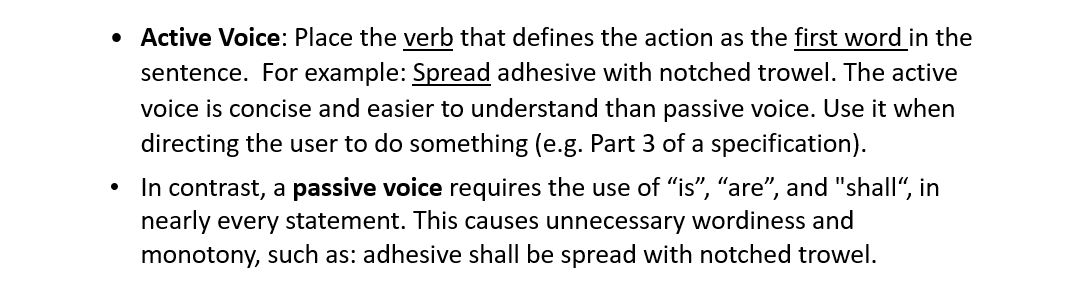 • Active Voice: Place the verb that defines the action as the first word in the
sentence.  For example: Spread adhesive with notched trowel. The active
voice is concise and easier to understand than passive voice. Use it when
directing the user to do something (e.g. Part 3 of a specification).
• In contrast, a passive voice requires the use of “is”, “are”, and "shall“, in
nearly every statement. This causes unnecessary wordiness and
monotony, such as: adhesive shall be spread with notched trowel.